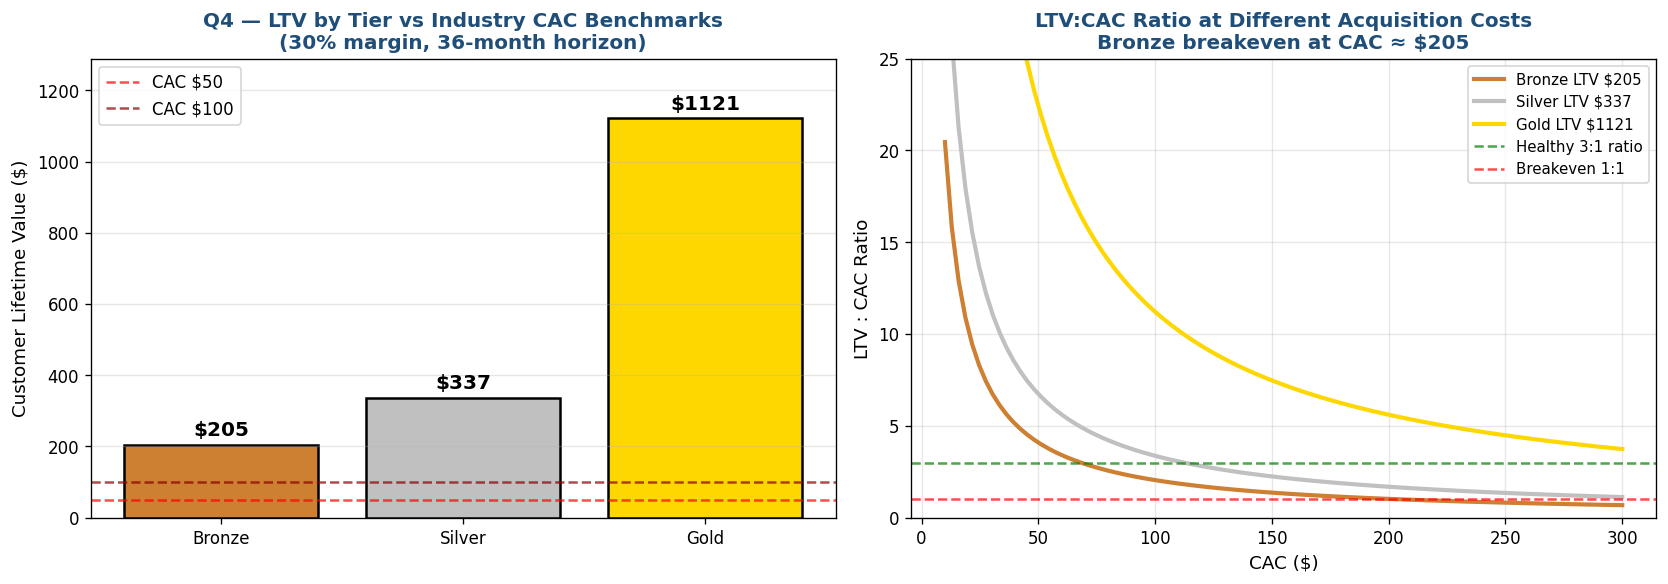 Q4 — LTV by Tier vs Industry CAC Benchmarks
(30% margin, 36-month horizon)
CAC $50
CAC $100
Customer Lifetime Value ($)
1200
1000
800
600
400
200
0
$205
$337
$1121
Bronze
Silver
Gold
LTV:CAC Ratio at Different Acquisition Costs
Bronze breakeven at CAC ≈ $205
Bronze LTV $205
Silver LTV $337
Gold LTV $1121
Healthy 3:1 ratio
Breakeven 1:1
LTV : CAC Ratio
25
20
15
10
5
0
0
50
100
150
200
250
300
CAC ($)